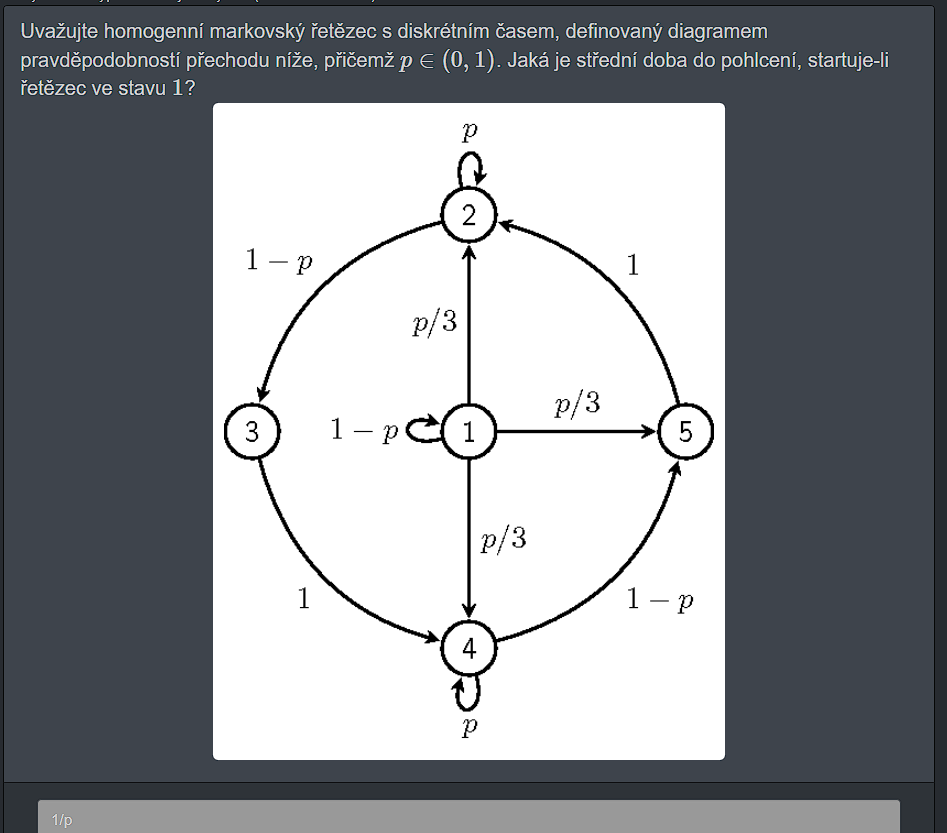 Uvažujte homogenní markovský řetězec s diskrétním časem, definovaný diagramem
pravděpodobností přechodu níže, přičemž p ∈ (0, 1). Jaká je střední doba do pohlcení, startuje-li
řetězec ve stavu 1?
p
2
1 − p
1
p/3
p/3
3
1 − p
1
5
p/3
1
1 − p
4
p
1/p